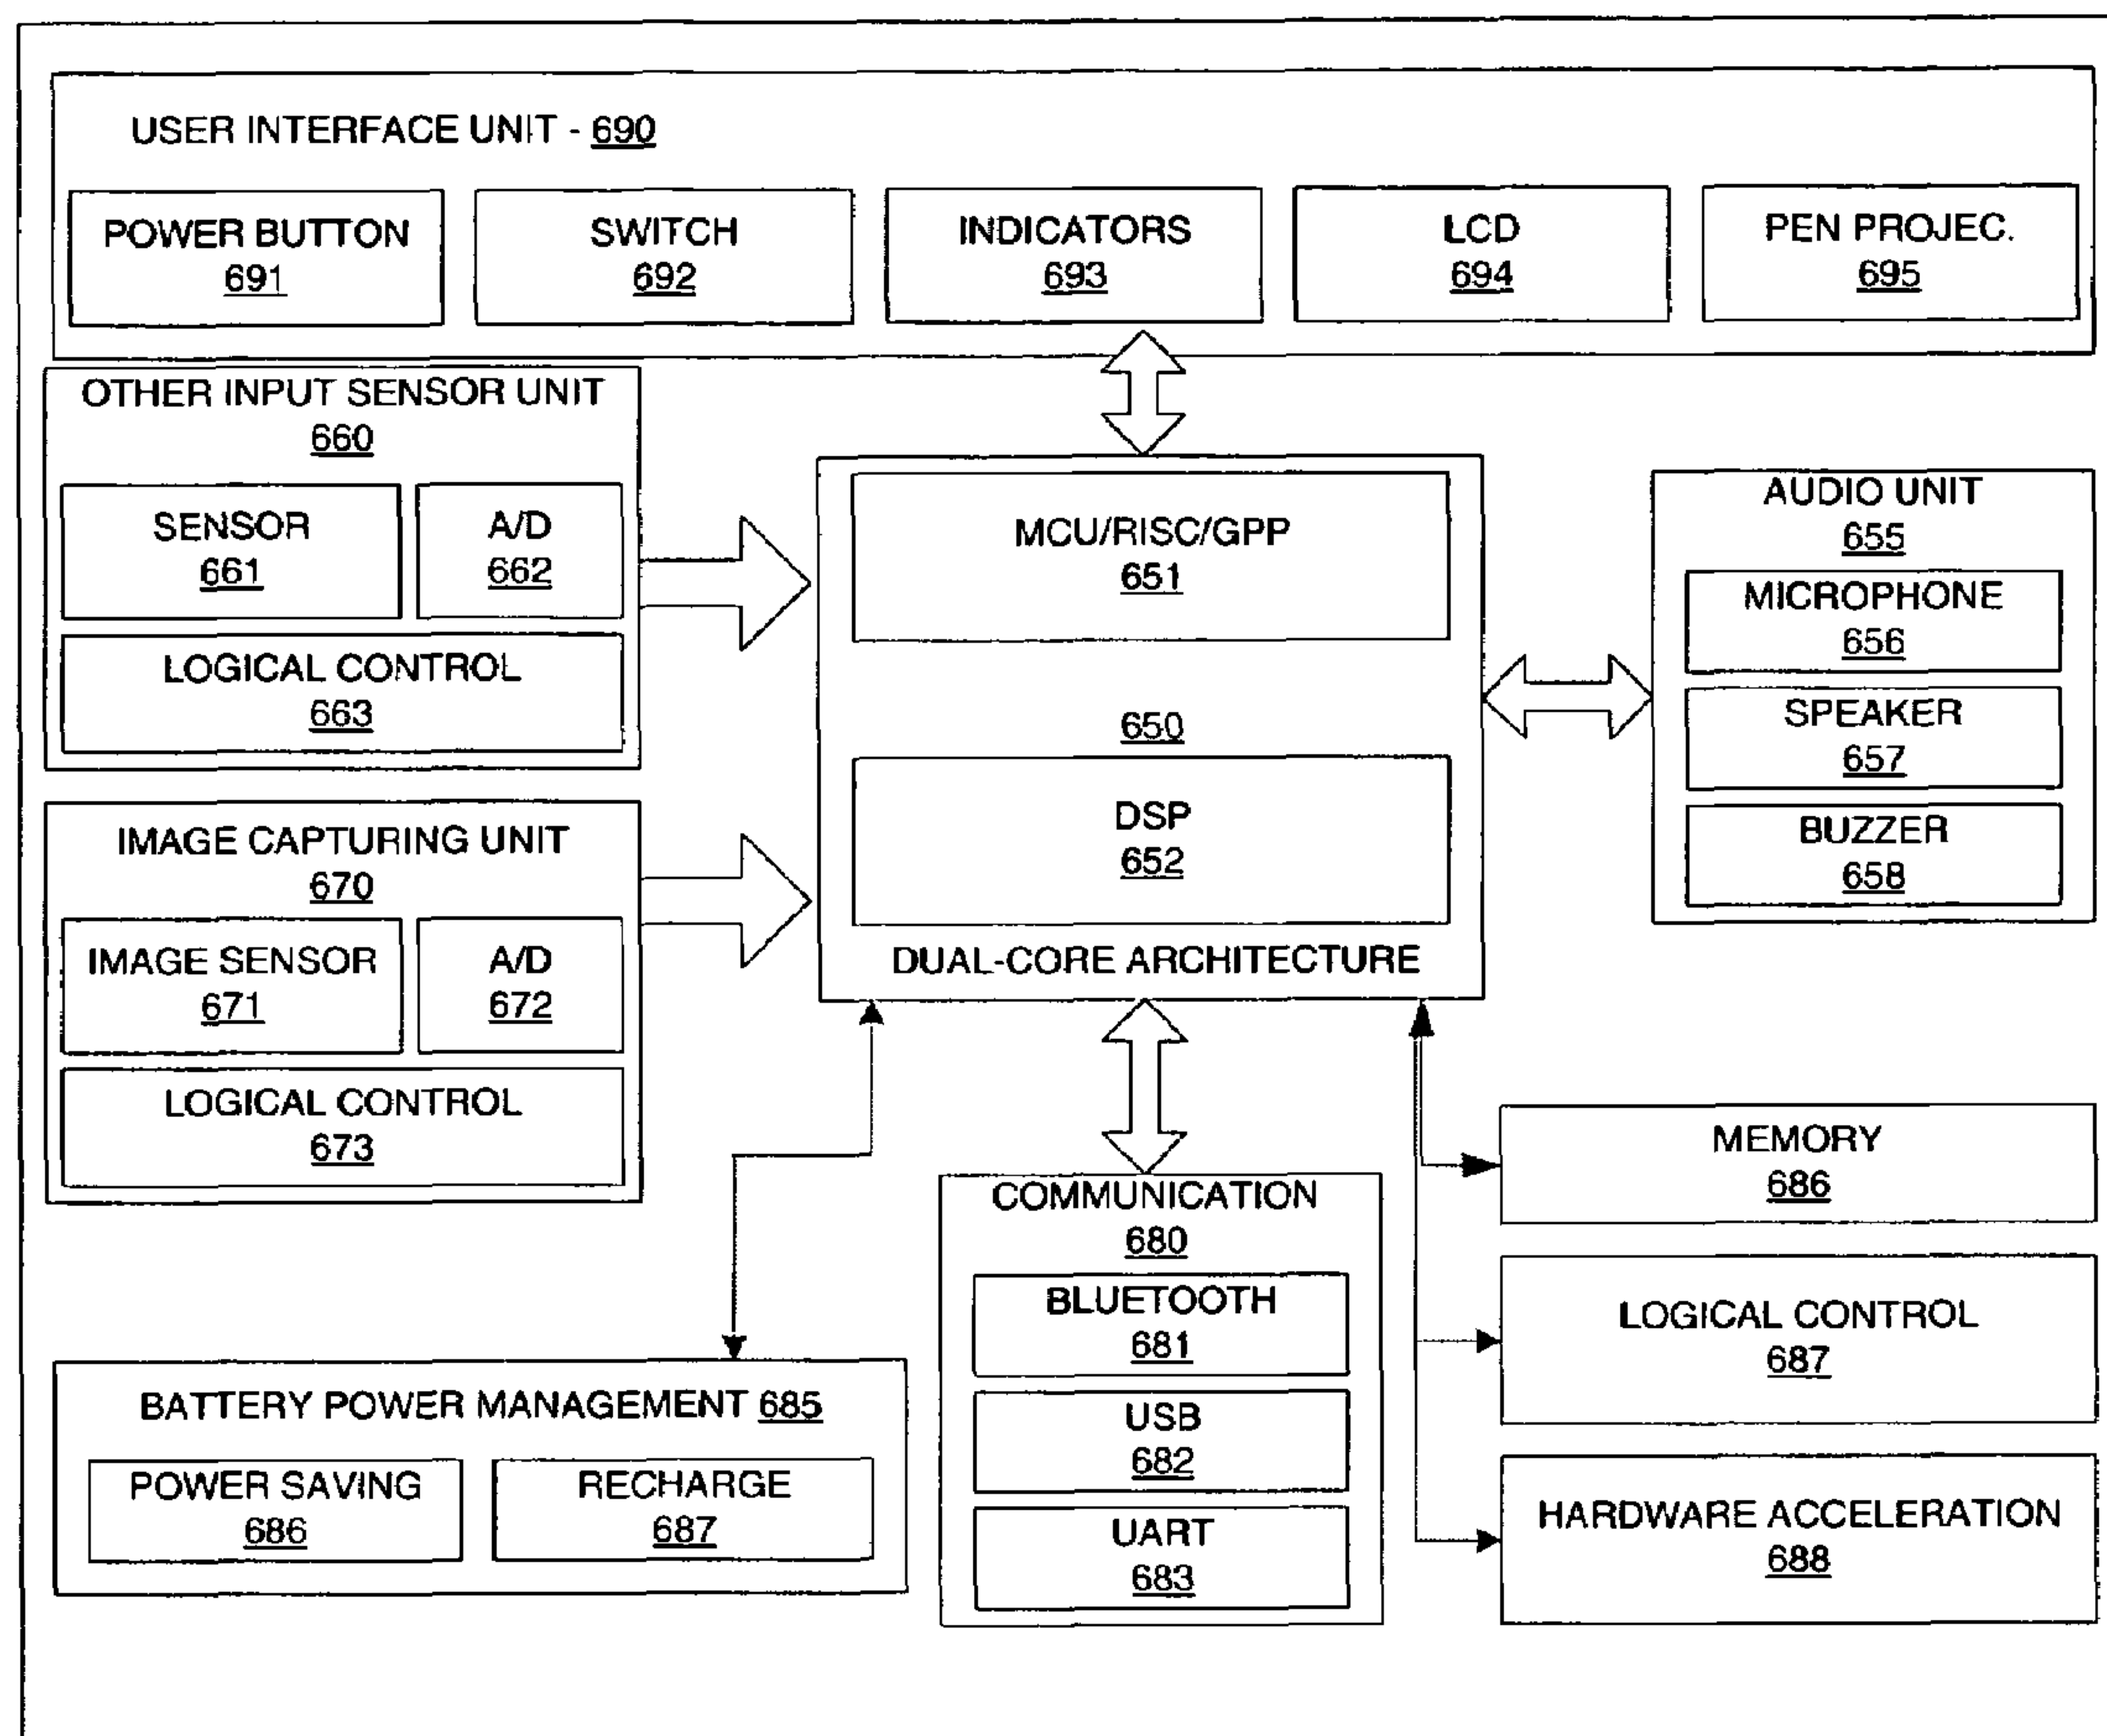 USER INTERFACE UNIT - 690
POWER BUTTON
691
SWITCH
692
INDICATORS
693
LCD
694
PEN PROJEC.
695
OTHER INPUT SENSOR UNIT
660
SENSOR
661
A/D
662
LOGICAL CONTROL
663
MCU/RISC/GPP
651
650
DSP
652
DUAL-CORE ARCHITECTURE
AUDIO UNIT
655
MICROPHONE
656
SPEAKER
657
BUZZER
658
IMAGE CAPTURING UNIT
670
IMAGE SENSOR
671
A/D
672
LOGICAL CONTROL
673
COMMUNICATION
680
BLUETOOTH
681
USB
682
UART
683
MEMORY
686
LOGICAL CONTROL
687
HARDWARE ACCELERATION
688
BATTERY POWER MANAGEMENT 685
POWER SAVING
686
RECHARGE
687